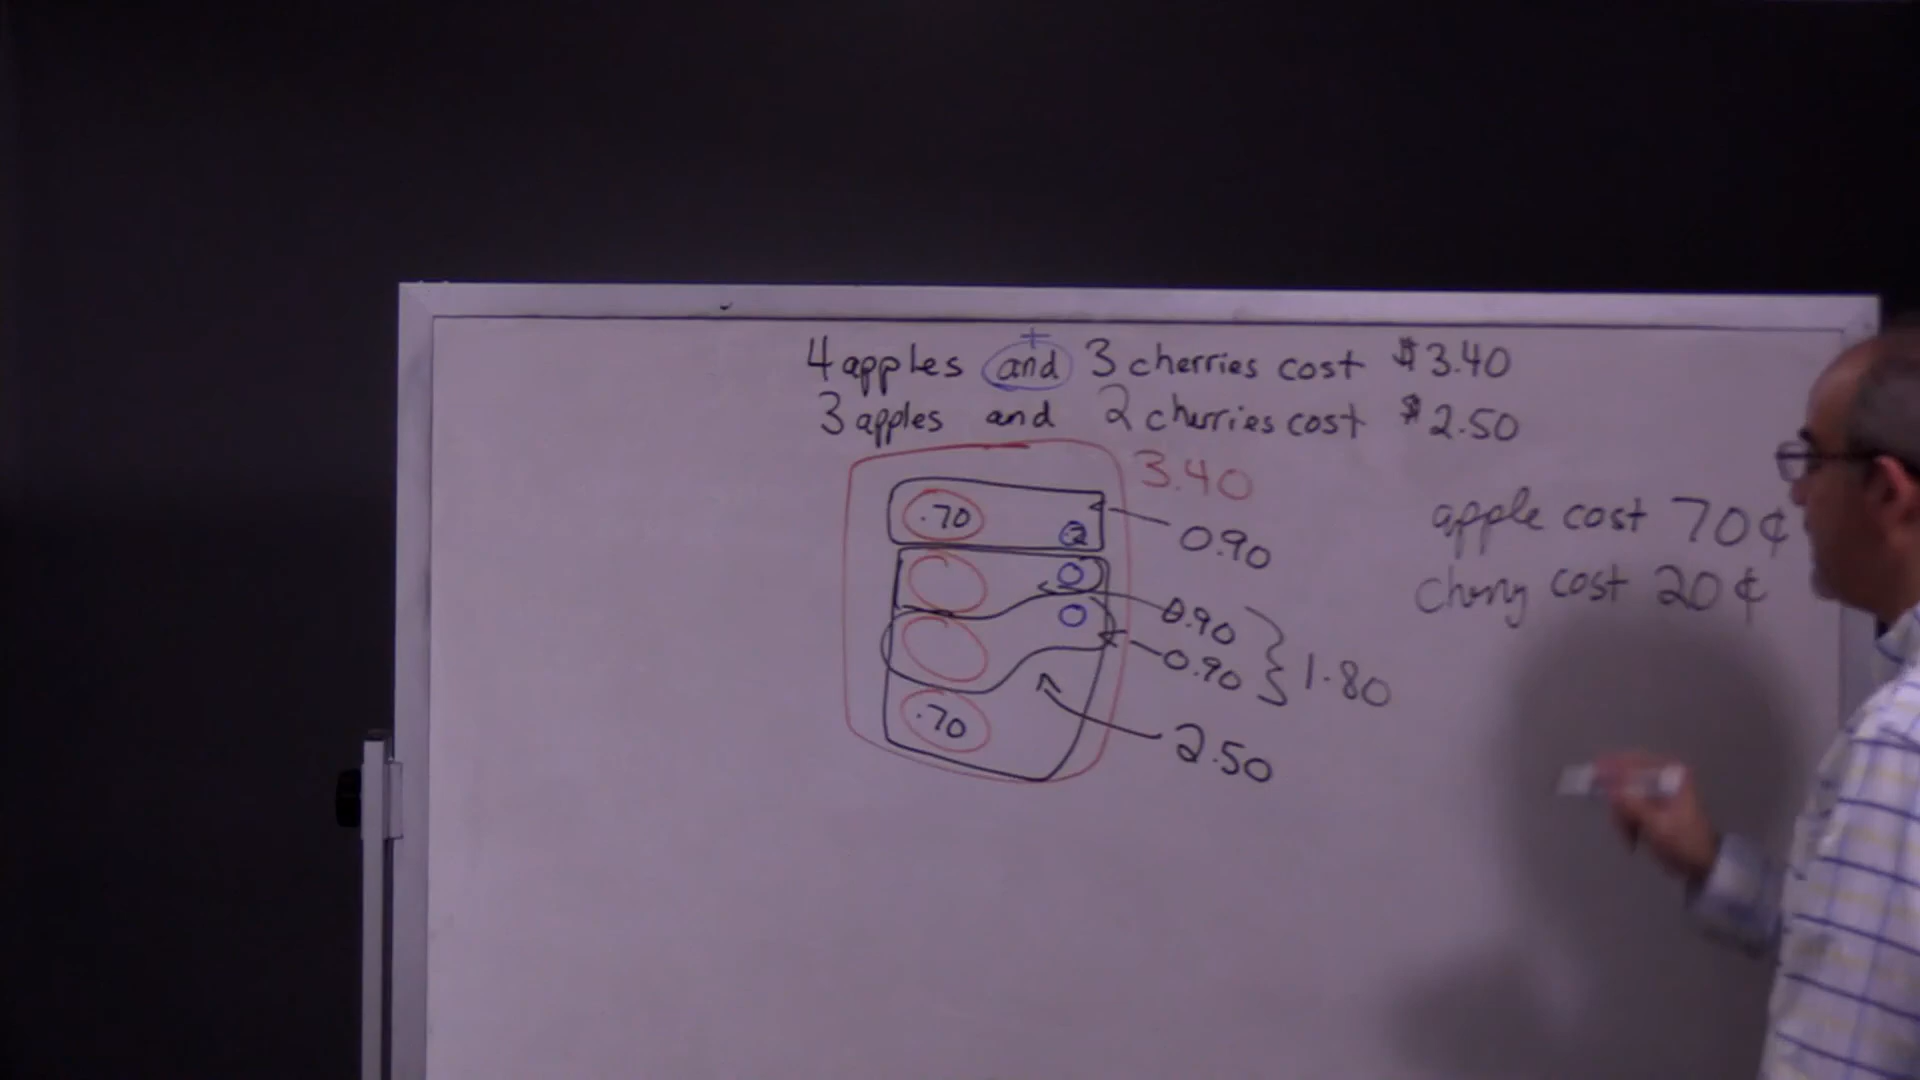 4 apples and 3 cherries cost $3.40
+
3 apples and 2 cherries cost $2.50
3.40
.70
2
0.90
apple cost 70¢
cherry cost 20¢
0.90
0.90
1.80
.70
2.50